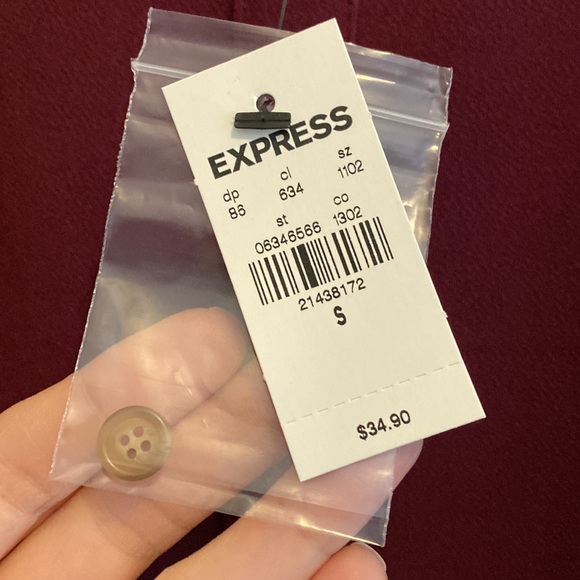 EXPRESS
dp cl sz
86 634 1102
st co
06346566 1302
21438172
S
$34.90